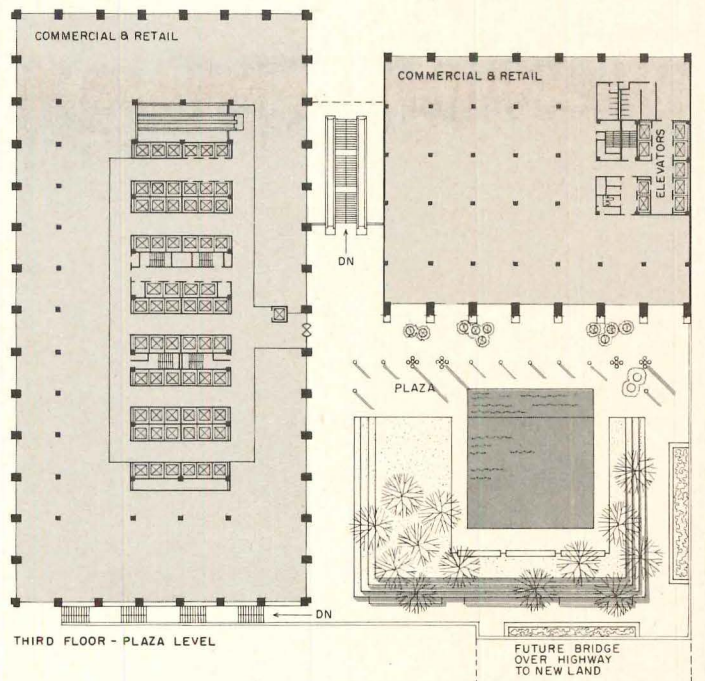 COMMERCIAL & RETAIL
COMMERCIAL & RETAIL
ELEVATORS
DN
PLAZA
DN
THIRD FLOOR - PLAZA LEVEL
FUTURE BRIDGE
OVER HIGHWAY
TO NEW LAND